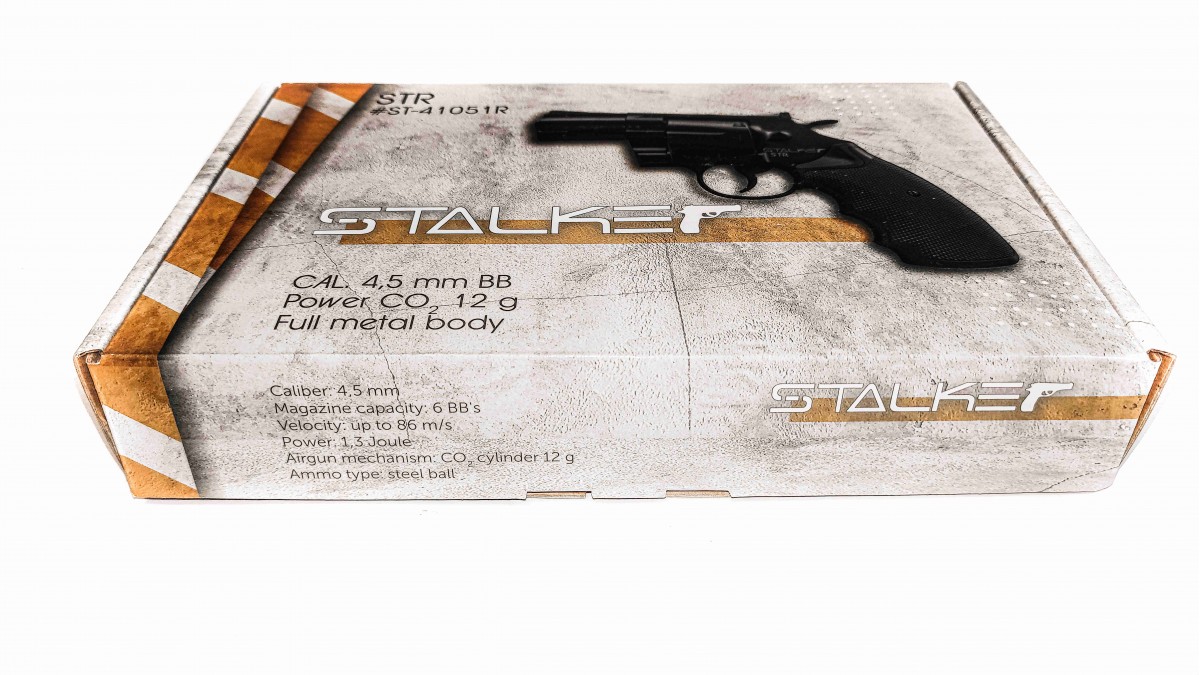 STR
#ST-41051R
STALKER
STR
STALKER
CAL. 4,5 mm BB
Power CO₂ 12 g
Full metal body
Caliber: 4,5 mm
Magazine capacity: 6 BB's
Velocity: up to 86 m/s
Power: 1,3 Joule
Airgun mechanism: CO₂ cylinder 12 g
Ammo type: steel ball
STALKER